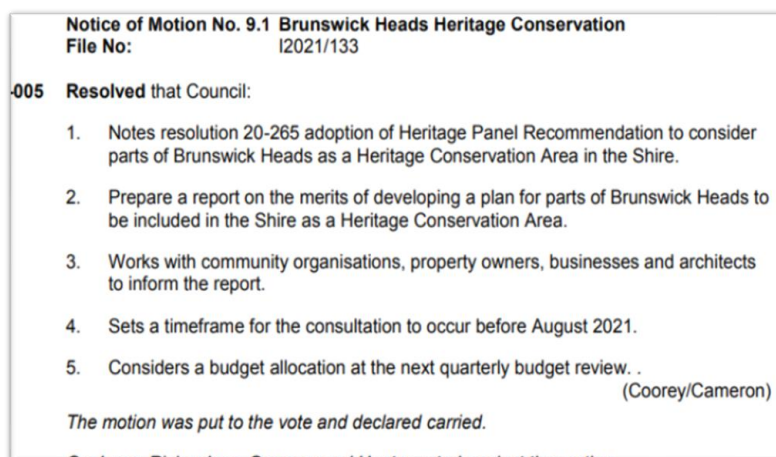 Notice of Motion No. 9.1 Brunswick Heads Heritage Conservation
File No: I2021/133
-005 Resolved that Council:
1. Notes resolution 20-265 adoption of Heritage Panel Recommendation to consider
parts of Brunswick Heads as a Heritage Conservation Area in the Shire.
2. Prepare a report on the merits of developing a plan for parts of Brunswick Heads to
be included in the Shire as a Heritage Conservation Area.
3. Works with community organisations, property owners, businesses and architects
to inform the report.
4. Sets a timeframe for the consultation to occur before August 2021.
5. Considers a budget allocation at the next quarterly budget review. .
(Coorey/Cameron)
The motion was put to the vote and declared carried.